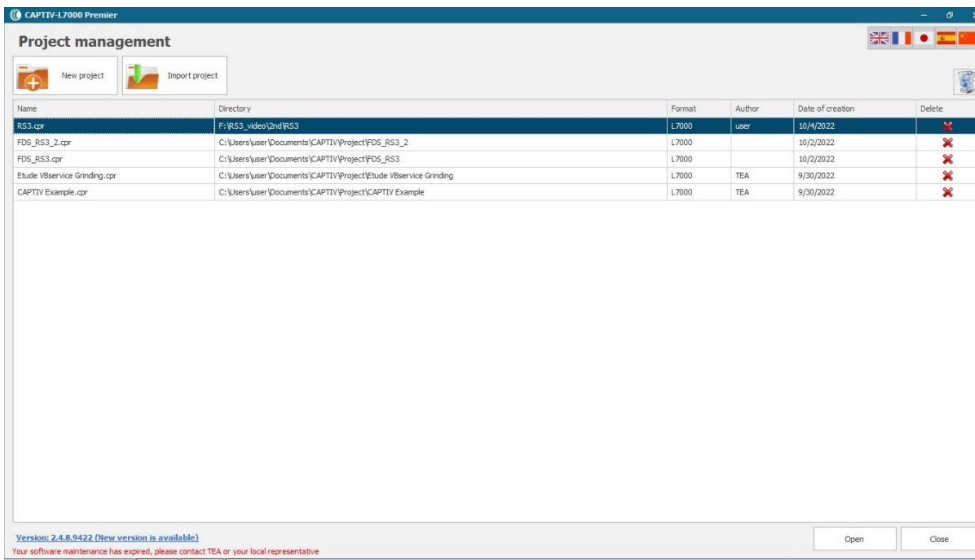 CAPTIV-L7000 Premier
Project management
New project
Import project
Name Directory Format Author Date of creation Delete
RS3.cpr F:\RS3_video\2nd\RS3 L7000 user 10/4/2022
FDS_RS3_2.cpr C:\Users\user\Documents\CAPTIV\Project\FDS_RS3_2 L7000 10/2/2022
FDS_RS3.cpr C:\Users\user\Documents\CAPTIV\Project\FDS_RS3 L7000 10/2/2022
Etude VBservice Grinding.cpr C:\Users\user\Documents\CAPTIV\Project\Etude VBservice Grinding L7000 TEA 9/30/2022
CAPTIV Example.cpr C:\Users\user\Documents\CAPTIV\Project\CAPTIV Example L7000 TEA 9/30/2022
Version: 2.4.8.9422 (New version is available)
Your software maintenance has expired, please contact TEA or your local representative
Open
Close